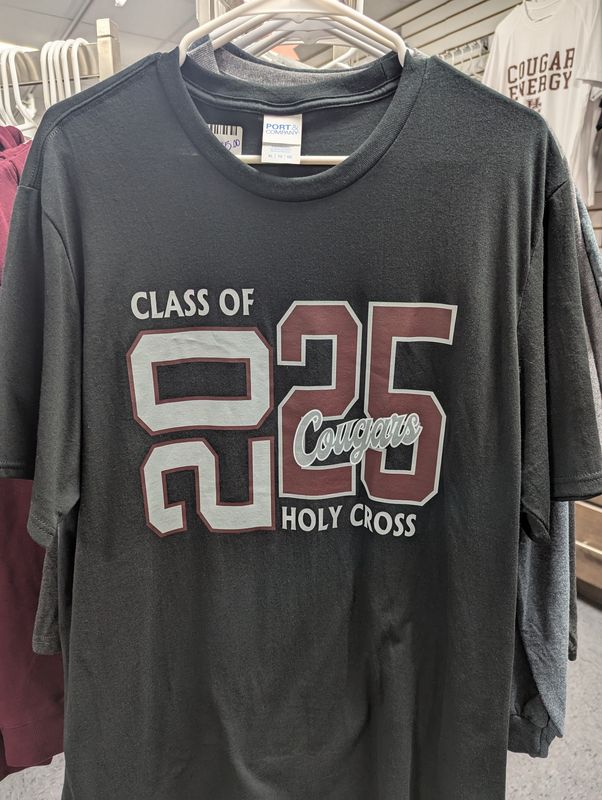 PORT&
COMPANY
CLASS OF
2025
Cougars
HOLY CROSS
COUGAR
ENERGY